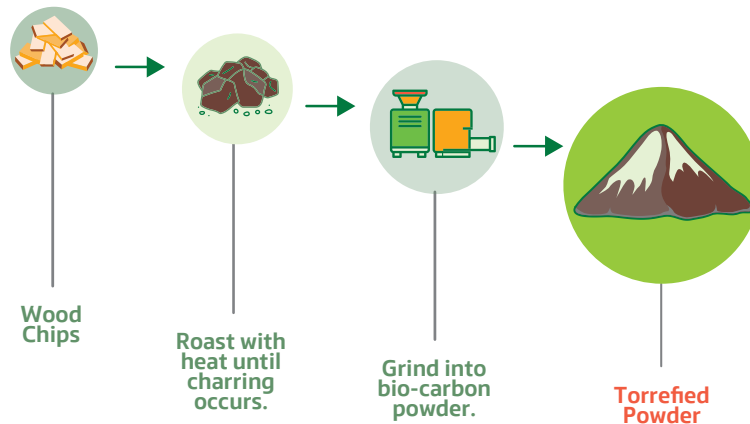 Wood
Chips
Roast with
heat until
charring
occurs.
Grind into
bio-carbon
powder.
Torrefied
Powder